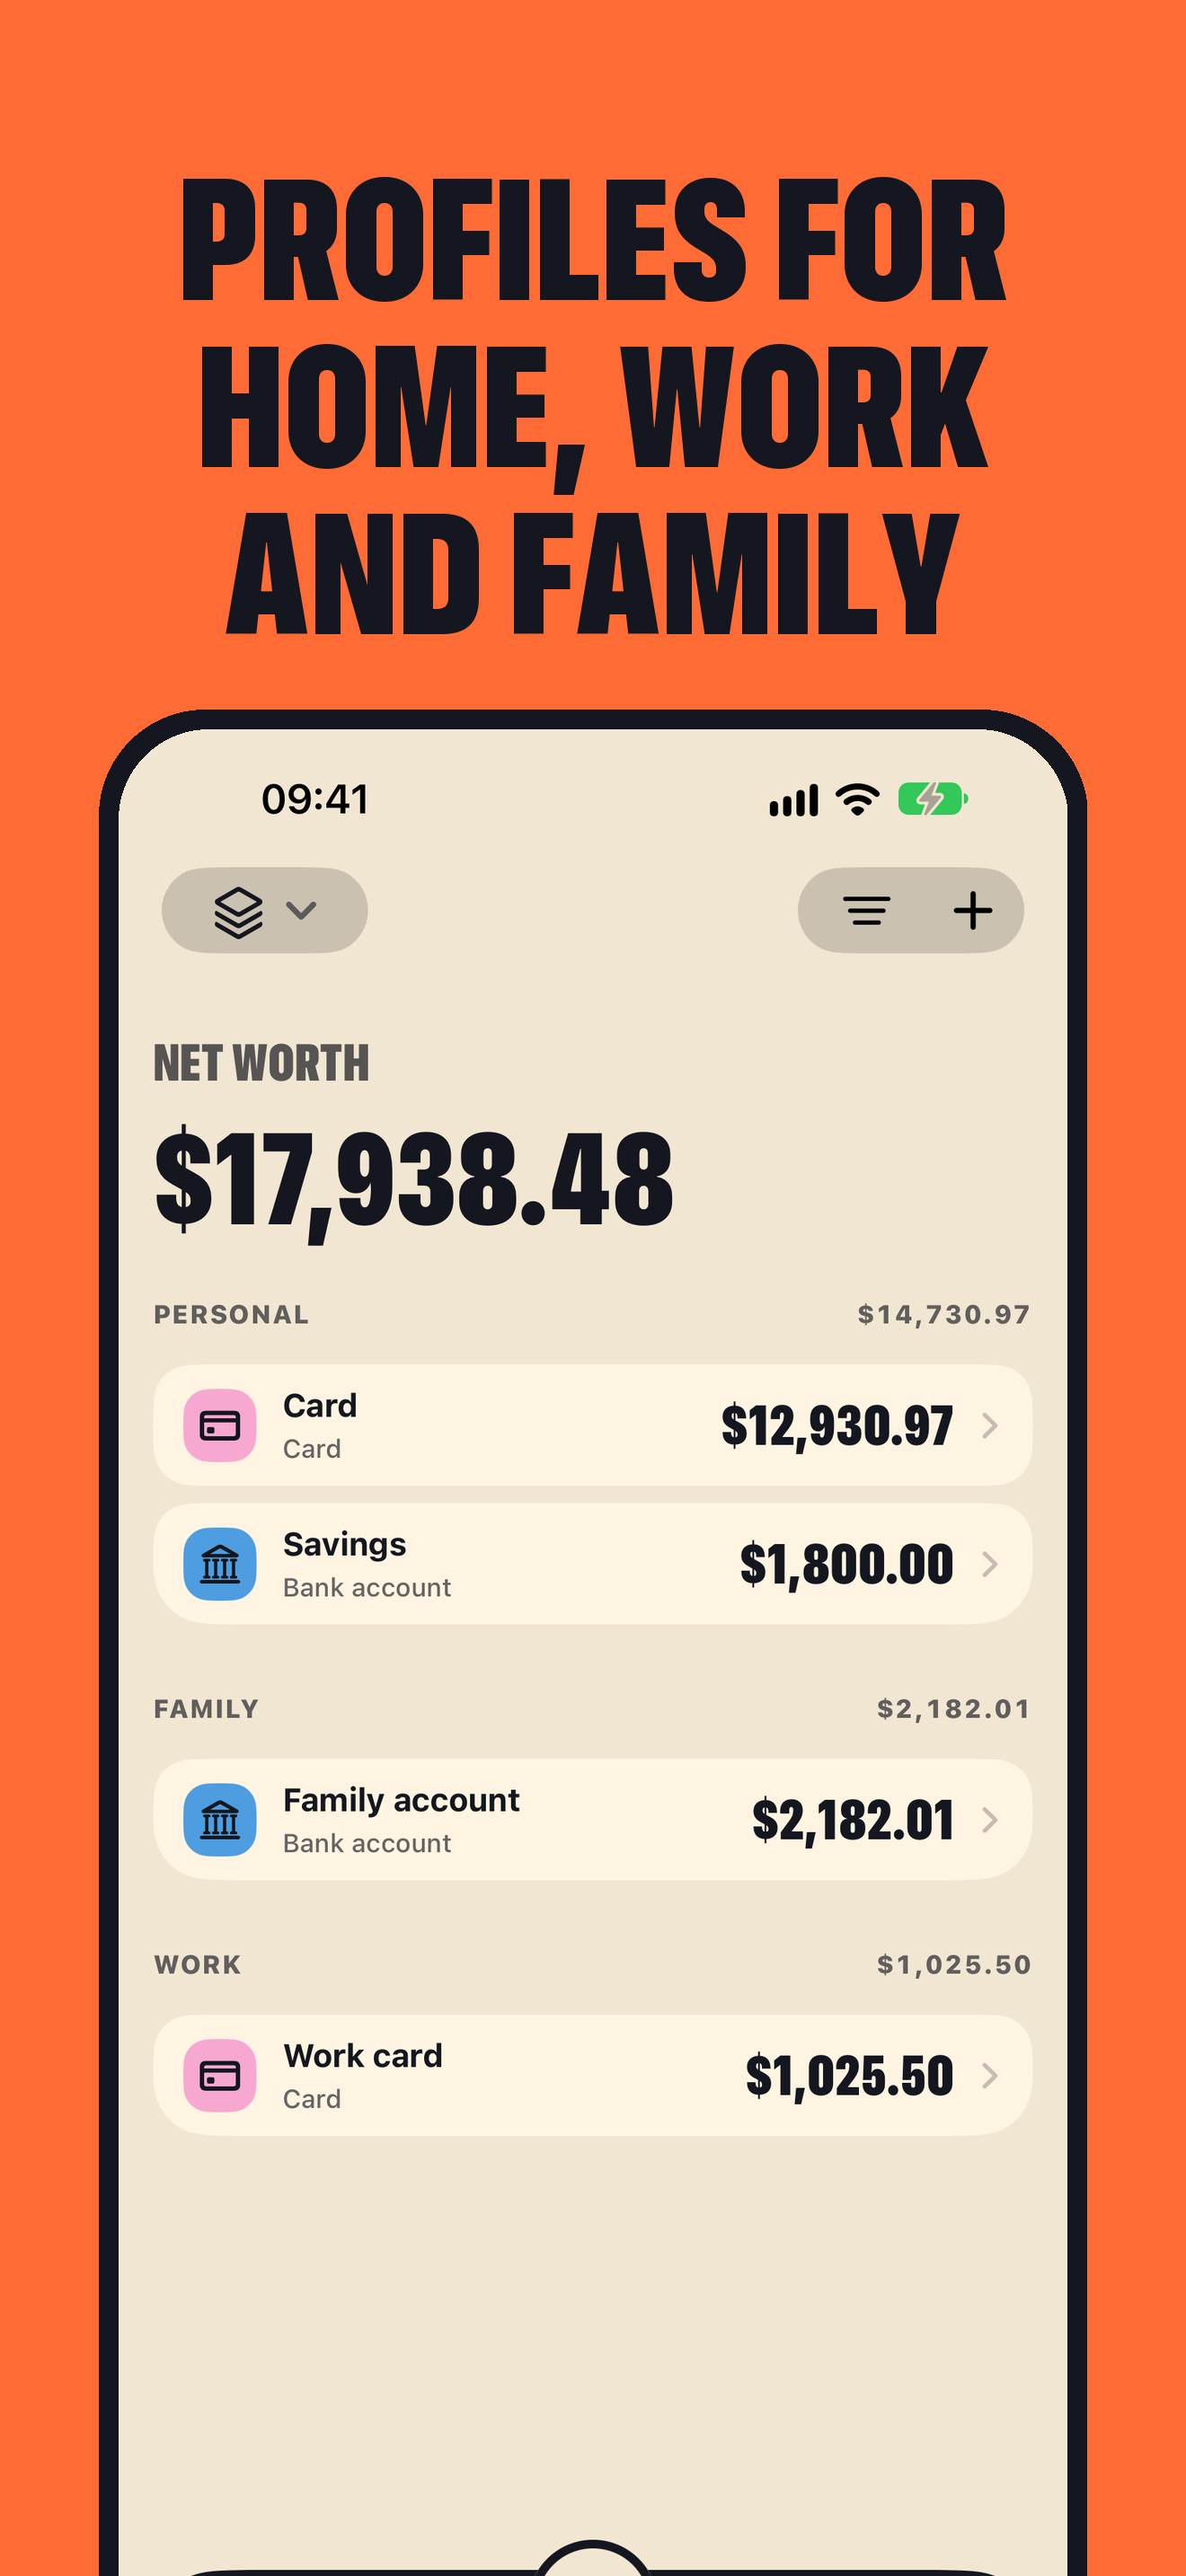 PROFILES FOR
HOME, WORK
AND FAMILY
09:41
NET WORTH
$17,938.48
PERSONAL $14,730.97
Card
Card
$12,930.97
Savings
Bank account
$1,800.00
FAMILY $2,182.01
Family account
Bank account
$2,182.01
WORK $1,025.50
Work card
Card
$1,025.50